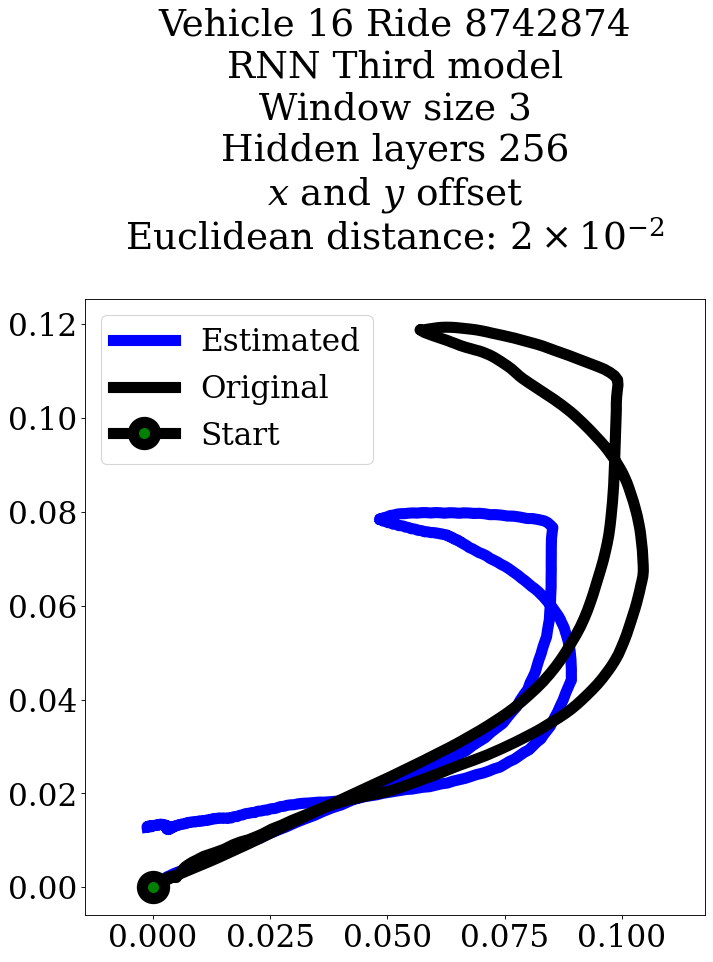 Vehicle 16 Ride 8742874
RNN Third model
Window size 3
Hidden layers 256
x and y offset
Euclidean distance: 2 × 10⁻²
Estimated
Original
Start
0.12
0.10
0.08
0.06
0.04
0.02
0.00
0.000 0.025 0.050 0.075 0.100